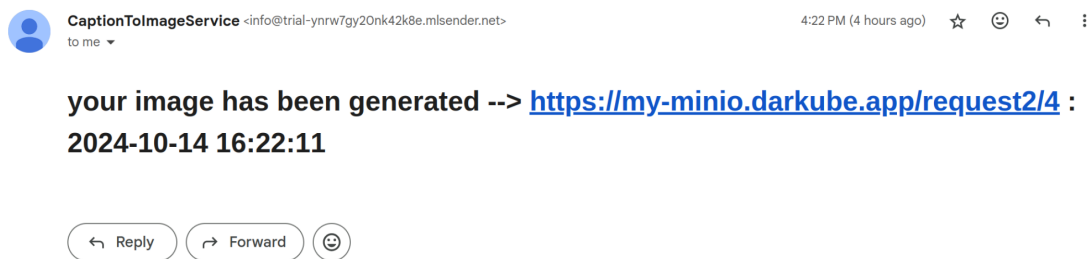 CaptionToImageService <info@trial-ynrw7gy20nk42k8e.mlsender.net> 4:22 PM (4 hours ago)
to me
your image has been generated --> https://my-minio.darkube.app/request2/4 :
2024-10-14 16:22:11
Reply Forward